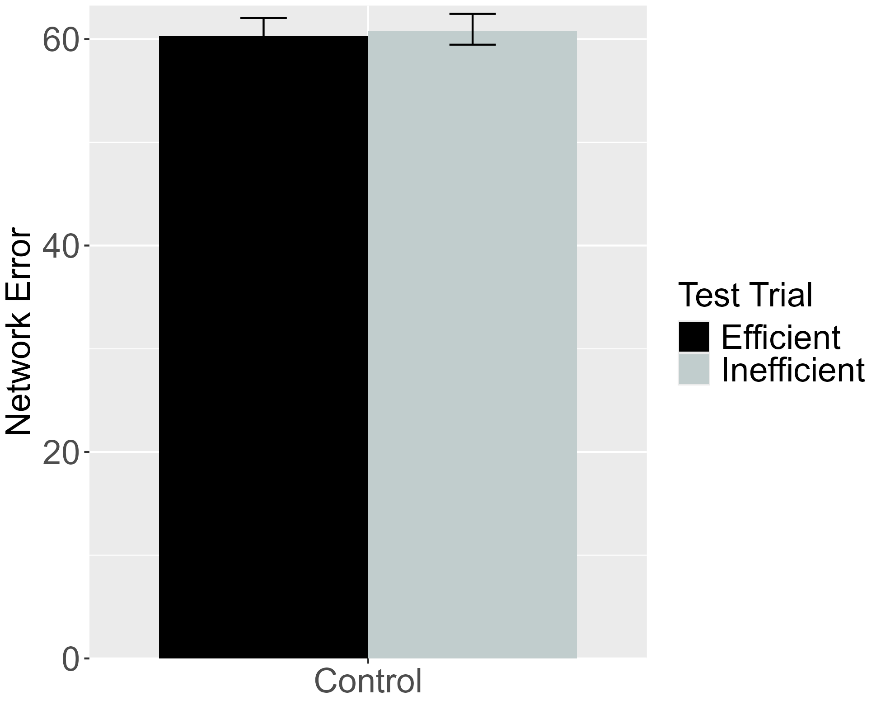 Network Error
60
40
20
0
Control
Test Trial
Efficient
Inefficient